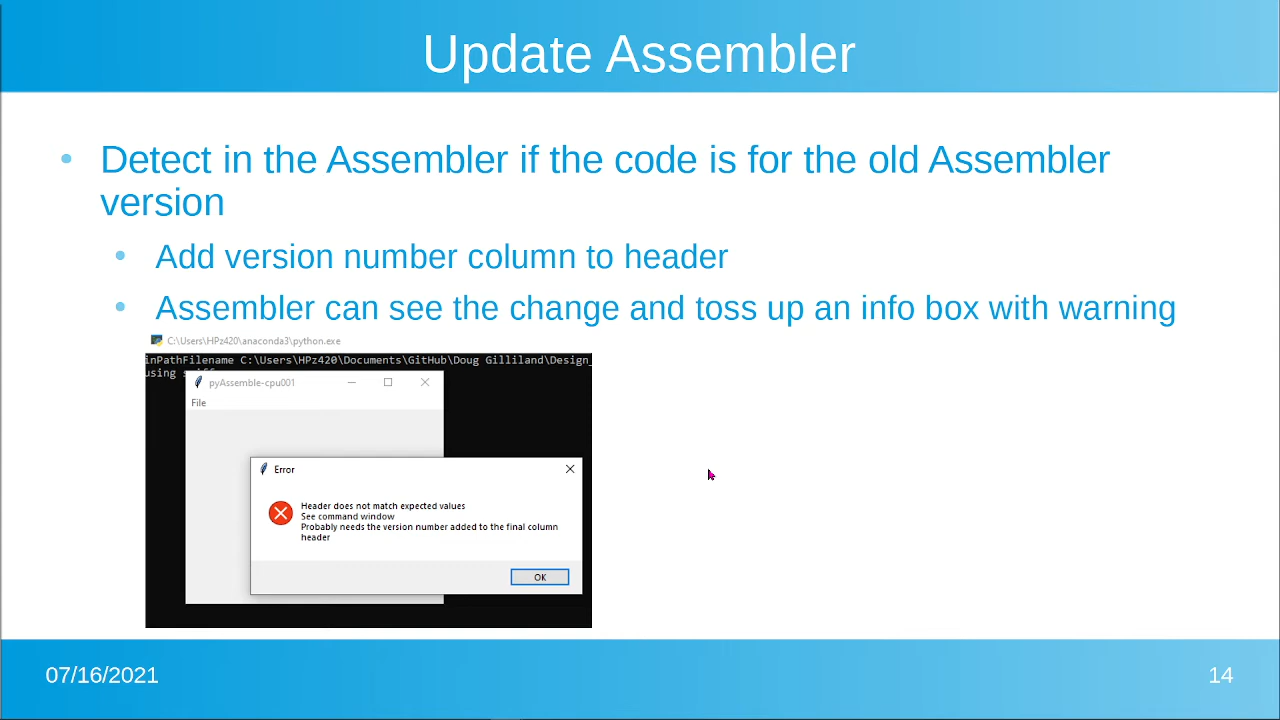 Update Assembler
• Detect in the Assembler if the code is for the old Assembler
version
• Add version number column to header
• Assembler can see the change and toss up an info box with warning
C:\Users\HPz420\anaconda3\python.exe
inPathFilename C:\Users\HPz420\Documents\GitHub\Doug Gilliland\Design_
using
pyAssemble-cpu001
File
Error
Header does not match expected values
See command window
Probably needs the version number added to the final column
header
OK
07/16/2021
14